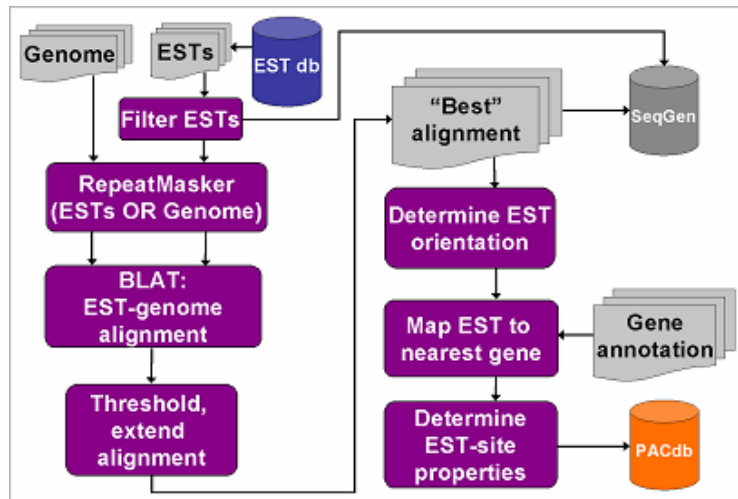 Genome
ESTs
EST db
Filter ESTs
RepeatMasker
(ESTs OR Genome)
BLAT:
EST-genome
alignment
Threshold,
extend
alignment
“Best”
alignment
SeqGen
Determine EST
orientation
Map EST to
nearest gene
Gene
annotation
Determine
EST-site
properties
PACdb